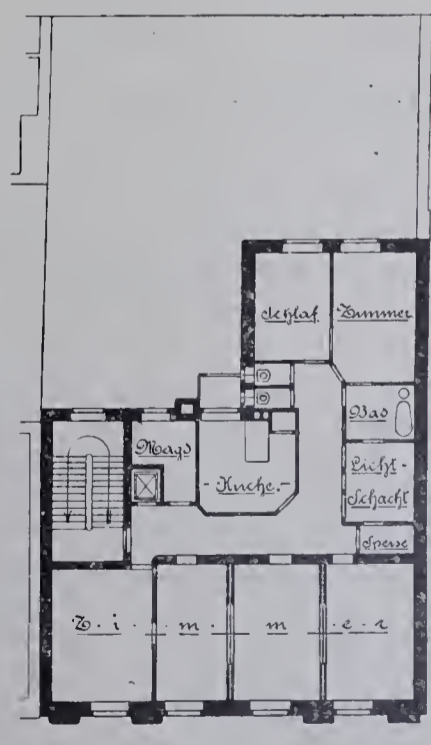 Schlaf. Zimmer
Bad
Magd
- Küche. -
Licht -
Schacht
Speise
Z · i · m m e · r